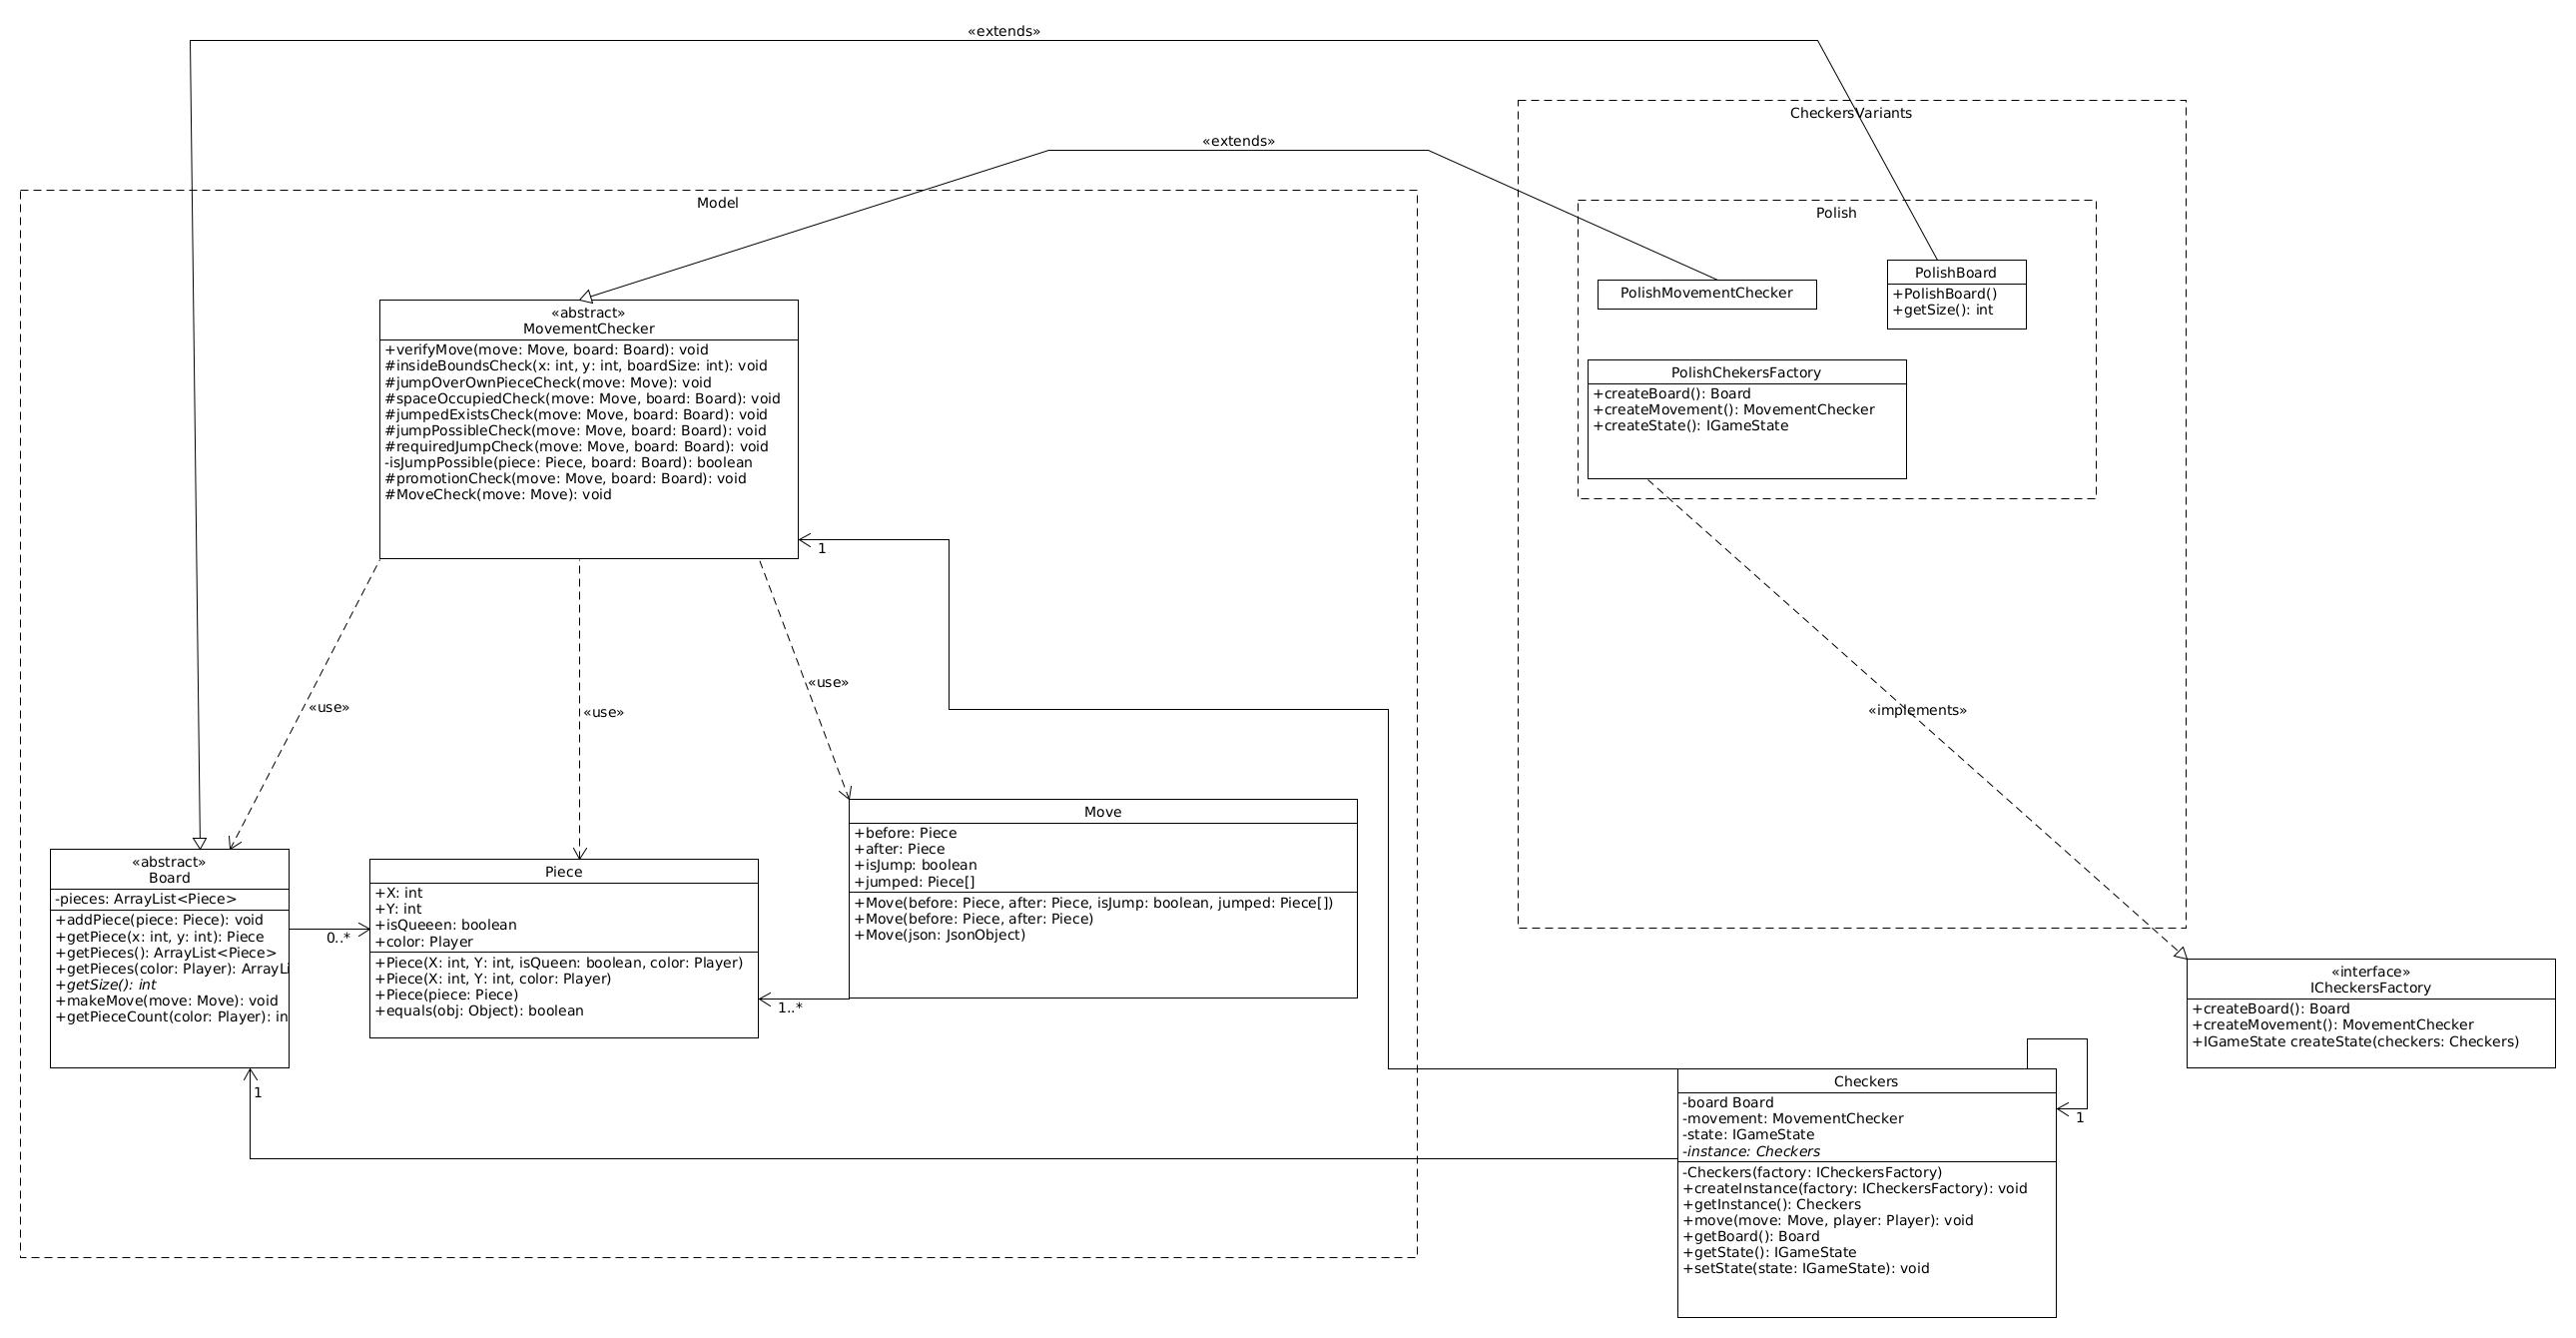 «extends»
CheckersVariants
«extends»
Model
Polish
PolishBoard
+PolishBoard()
+getSize(): int
PolishMovementChecker
«abstract»
MovementChecker
+verifyMove(move: Move, board: Board): void
#insideBoundsCheck(x: int, y: int, boardSize: int): void
#jumpOverOwnPieceCheck(move: Move): void
#spaceOccupiedCheck(move: Move, board: Board): void
#jumpedExistsCheck(move: Move, board: Board): void
#jumpPossibleCheck(move: Move, board: Board): void
#requiredJumpCheck(move: Move, board: Board): void
-isJumpPossible(piece: Piece, board: Board): boolean
#promotionCheck(move: Move, board: Board): void
#MoveCheck(move: Move): void
PolishChekersFactory
+createBoard(): Board
+createMovement(): MovementChecker
+createState(): IGameState
1
«use»
«use»
«use»
«implements»
«abstract»
Board
-pieces: ArrayList<Piece>
+addPiece(piece: Piece): void
+getPiece(x: int, y: int): Piece
+getPieces(): ArrayList<Piece>
+getPieces(color: Player): ArrayLi
+getSize(): int
+makeMove(move: Move): void
+getPieceCount(color: Player): in
0..*
Piece
+X: int
+Y: int
+isQueeen: boolean
+color: Player
+Piece(X: int, Y: int, isQueen: boolean, color: Player)
+Piece(X: int, Y: int, color: Player)
+Piece(piece: Piece)
+equals(obj: Object): boolean
1..*
Move
+before: Piece
+after: Piece
+isJump: boolean
+jumped: Piece[]
+Move(before: Piece, after: Piece, isJump: boolean, jumped: Piece[])
+Move(before: Piece, after: Piece)
+Move(json: JsonObject)
«interface»
ICheckersFactory
+createBoard(): Board
+createMovement(): MovementChecker
+IGameState createState(checkers: Checkers)
1
Checkers
-board Board
-movement: MovementChecker
-state: IGameState
-instance: Checkers
-Checkers(factory: ICheckersFactory)
+createInstance(factory: ICheckersFactory): void
+getInstance(): Checkers
+move(move: Move, player: Player): void
+getBoard(): Board
+getState(): IGameState
+setState(state: IGameState): void
1